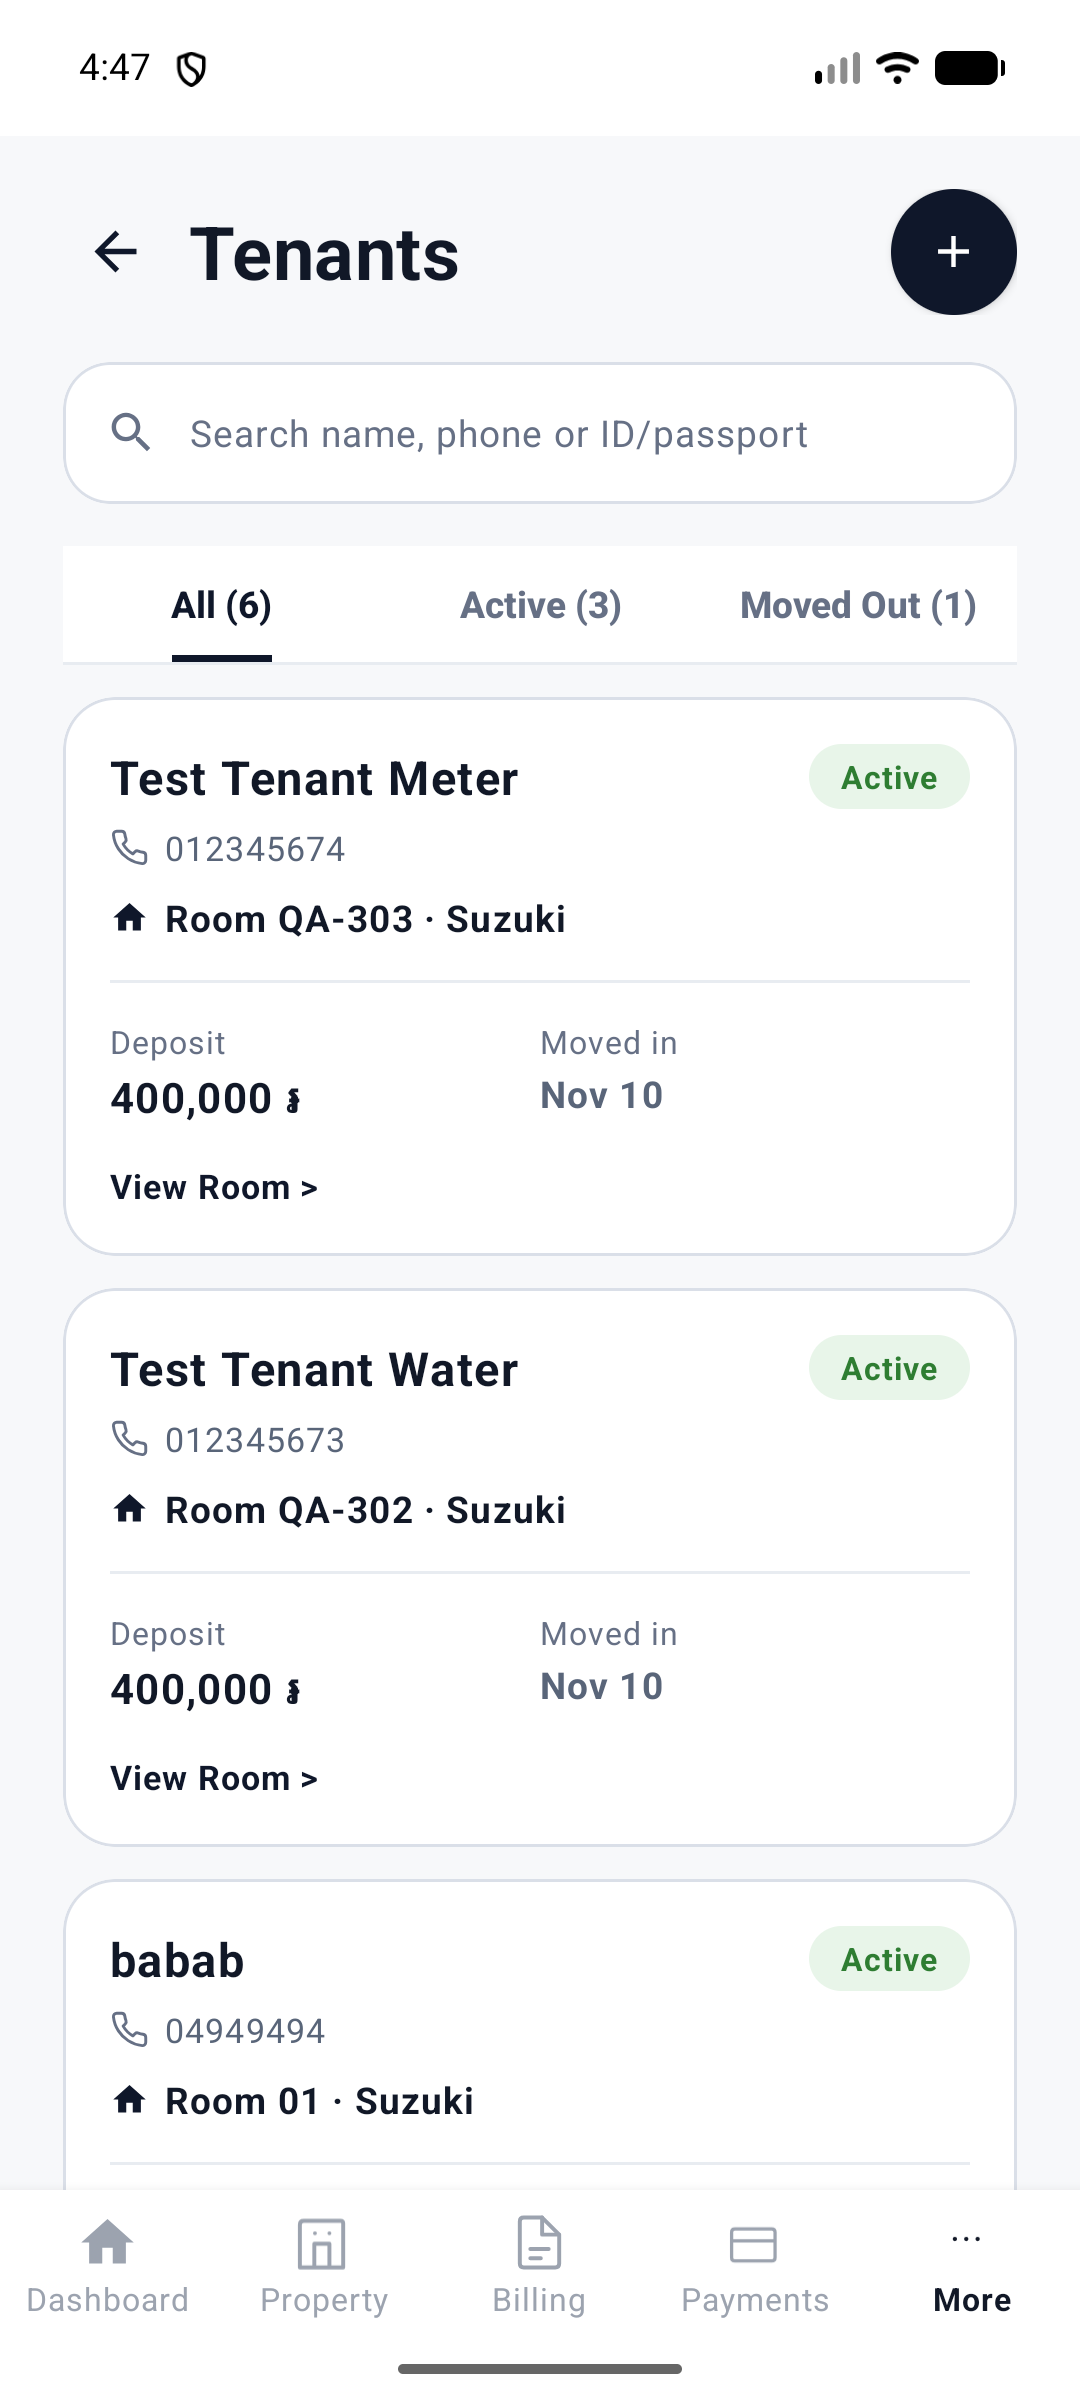 4:47
Tenants
Search name, phone or ID/passport
All (6)
Active (3)
Moved Out (1)
Test Tenant Meter
Active
012345674
Room QA-303 · Suzuki
Deposit
Moved in
400,000 ៛
Nov 10
View Room >
Test Tenant Water
Active
012345673
Room QA-302 · Suzuki
Deposit
Moved in
400,000 ៛
Nov 10
View Room >
babab
Active
04949494
Room 01 · Suzuki
Dashboard
Property
Billing
Payments
More